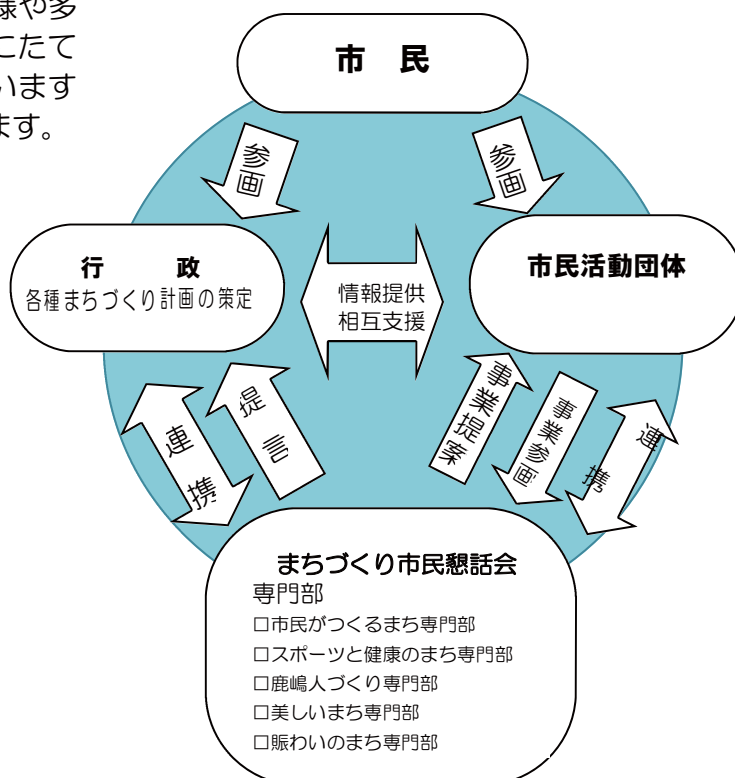 様や多
にたて
います
ます。
市　民
参画
参画
行　　政
各種まちづくり計画の策定
情報提供
相互支援
市民活動団体
連携
提言
事業提案
事業参画
連携
まちづくり市民懇話会
専門部
□市民がつくるまち専門部
□スポーツと健康のまち専門部
□鹿嶋人づくり専門部
□美しいまち専門部
□賑わいのまち専門部